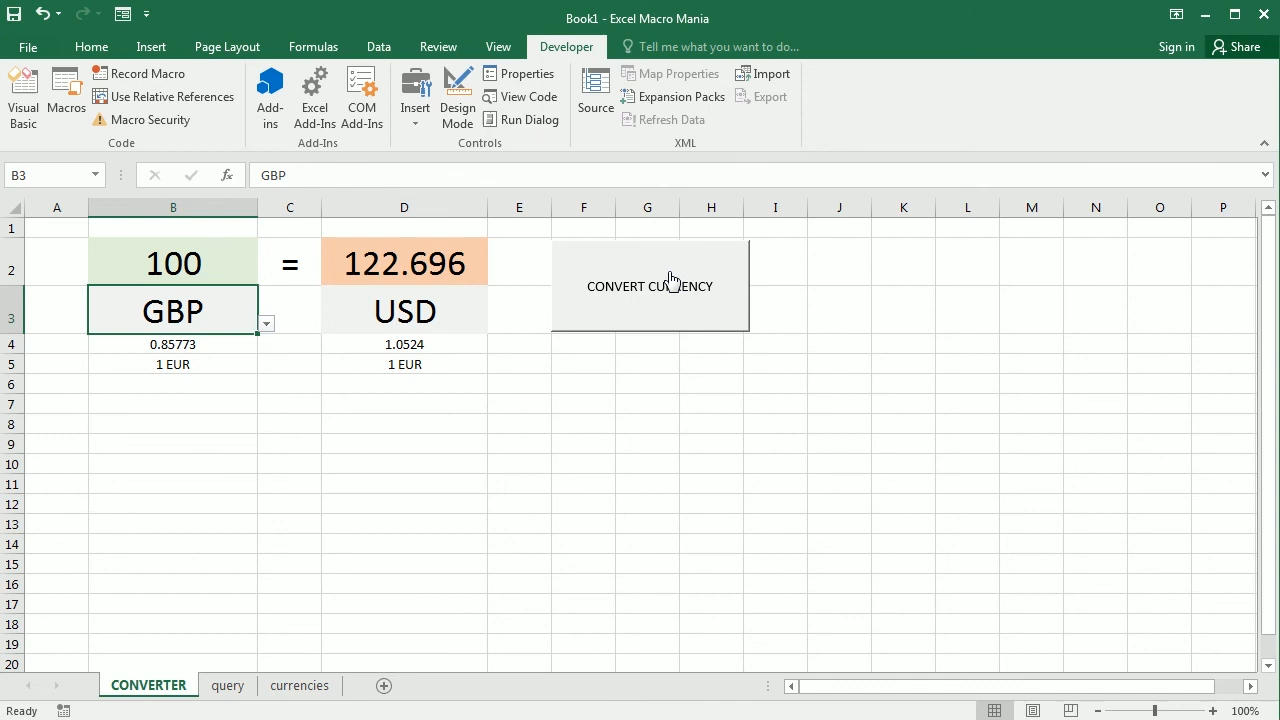 Book1 - Excel Macro Mania
File Home Insert Page Layout Formulas Data Review View Developer Tell me what you want to do... Sign in Share
Visual Basic
Macros
Record Macro
Use Relative References
Macro Security
Code
Add-ins
Excel Add-Ins
COM Add-Ins
Add-Ins
Insert
Design Mode
Properties
View Code
Run Dialog
Controls
Source
Map Properties
Expansion Packs
Refresh Data
Import
Export
XML
B3 fx GBP
A B C D E F G H I J K L M N O P
1
2 100 = 122.696 CONVERT CURRENCY
3 GBP USD
4 0.85773 1.0524
5 1 EUR 1 EUR
6
7
8
9
10
11
12
13
14
15
16
17
18
19
20
CONVERTER query currencies
Ready 100%